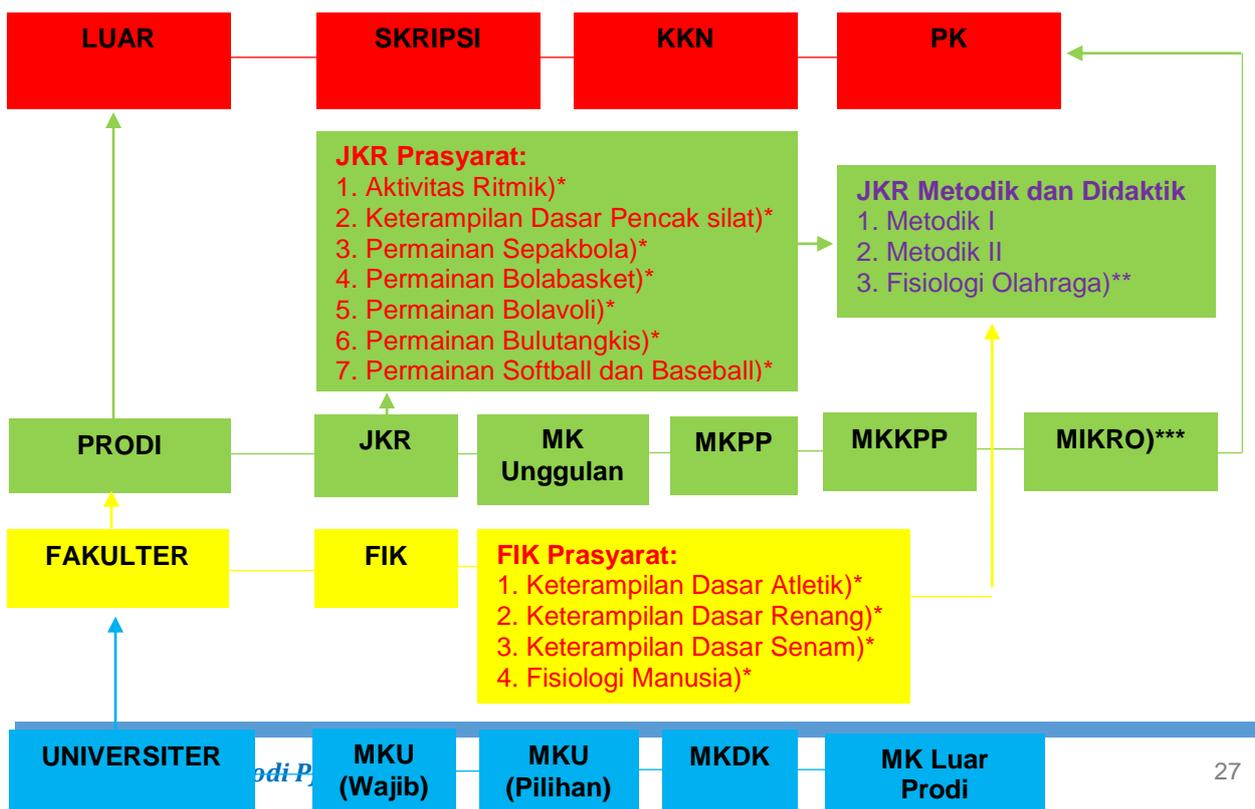 LUAR
SKRIPSI
KKN
PK
JKR Prasyarat:
1. Aktivitas Ritmik)*
2. Keterampilan Dasar Pencak silat)*
3. Permainan Sepakbola)*
4. Permainan Bolabasket)*
5. Permainan Bolavoli)*
6. Permainan Bulutangkis)*
7. Permainan Softball dan Baseball)*
JKR Metodik dan Didaktik
1. Metodik I
2. Metodik II
3. Fisiologi Olahraga)**
PRODI
JKR
MK
Unggulan
MKPP
MKKPP
MIKRO)***
FAKULTER
FIK
FIK Prasyarat:
1. Keterampilan Dasar Atletik)*
2. Keterampilan Dasar Renang)*
3. Keterampilan Dasar Senam)*
4. Fisiologi Manusia)*
UNIVERSITER
MKU
(Wajib)
MKU
(Pilihan)
MKDK
MK Luar
Prodi
27